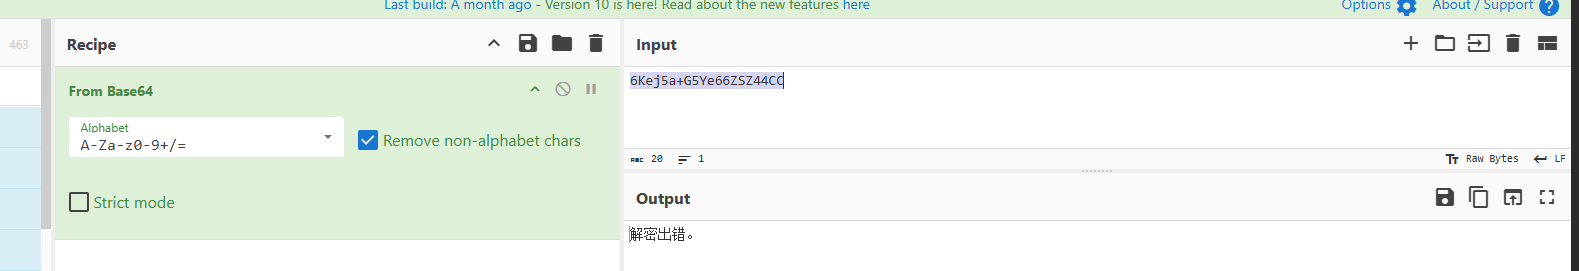 Last build: A month ago - Version 10 is here! Read about the new features here
Options
About / Support
463
Recipe
Input
From Base64
6Kej5a+G5Ye66ZSZ44CC
Alphabet
A-Za-z0-9+/=
Remove non-alphabet chars
ABC 20
1
Raw Bytes
LF
Strict mode
Output
解密出错。